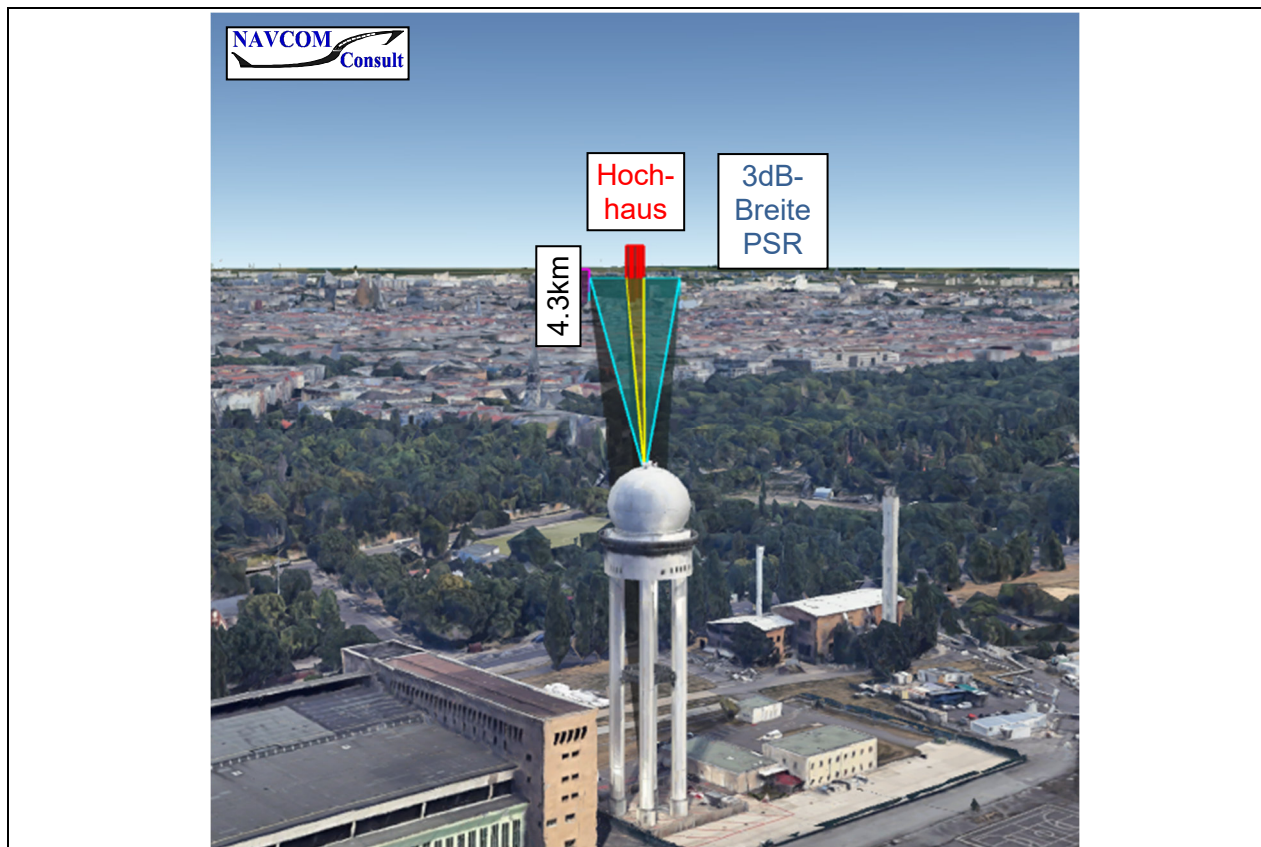 NAVCOM
Consult
Hoch-
haus
3dB-
Breite
PSR
4.3km